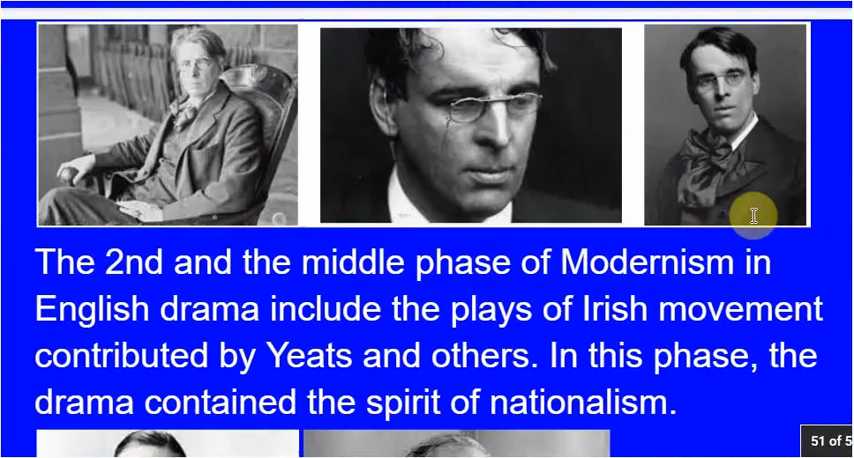 The 2nd and the middle phase of Modernism in
English drama include the plays of Irish movement
contributed by Yeats and others. In this phase, the
drama contained the spirit of nationalism.
51 of 5